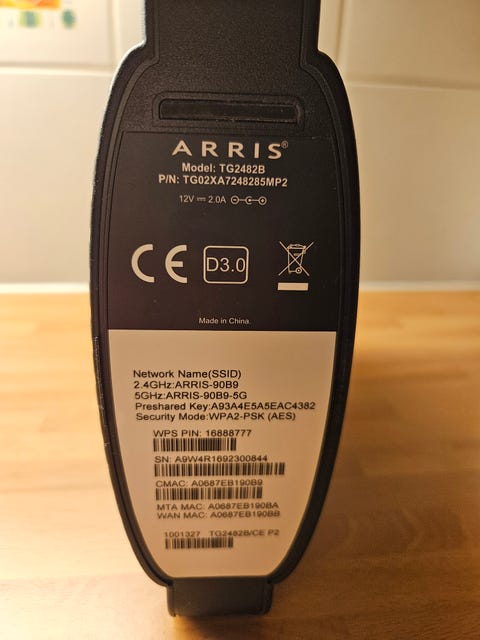 ARRIS®
Model: TG2482B
P/N: TG02XA7248285MP2
12V 2.0A
CE D3.0
Made in China.
Network Name(SSID)
2.4GHz:ARRIS-90B9
5GHz:ARRIS-90B9-5G
Preshared Key:A93A4E5A5EAC4382
Security Mode:WPA2-PSK (AES)
WPS PIN: 16888777
SN: A9W4R1692300844
CMAC: A0687EB190B9
MTA MAC: A0687EB190BA
WAN MAC: A0687EB190BB
1001327 TG2482B/CE P2